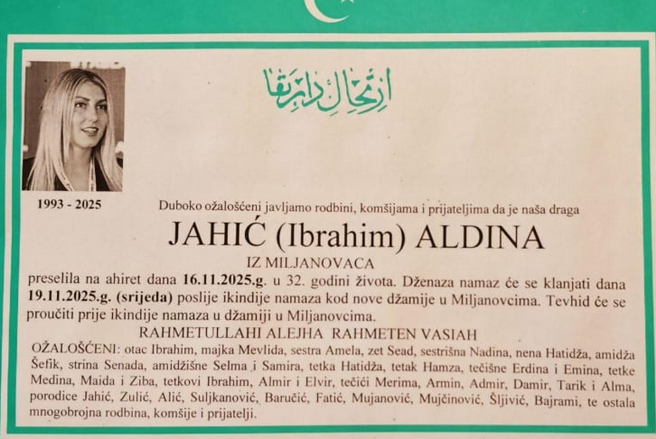 ارتحال دار بقا
1993 - 2025
Duboko ožalošćeni javljamo rodbini, komšijama i prijateljima da je naša draga
JAHIĆ (Ibrahim) ALDINA
IZ MILJANOVACA
preselila na ahiret dana 16.11.2025.g. u 32. godini života. Dženaza namaz će se klanjati dana
19.11.2025.g. (srijeda) poslije ikindije namaza kod nove džamije u Miljanovcima. Tevhid će se
proučiti prije ikindije namaza u džamiji u Miljanovcima.
RAHMETULLAHI ALEJHA RAHMETEN VASIAH
OŽALOŠĆENI: otac Ibrahim, majka Mevlida, sestra Amela, zet Sead, sestrišna Nadina, nena Hatidža, amidža
Šefik, strina Senada, amidžišne Selma i Samira, tetka Hatidža, tetak Hamza, tečišne Erdina i Emina, tetke
Medina, Maida i Ziba, tetkovi Ibrahim, Almir i Elvir, tečići Merima, Armin, Admir, Damir, Tarik i Alma,
porodice Jahić, Zulić, Alić, Suljkanović, Baručić, Fatić, Mujanović, Mujčinović, Šljivić, Bajrami, te ostala
mnogobrojna rodbina, komšije i prijatelji.